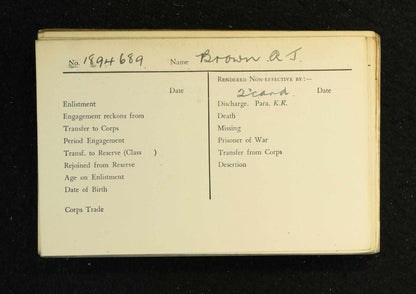 No. 1894689 Name Brown A J.
Date
Enlistment
Engagement reckons from
Transfer to Corps
Period Engagement
Transf. to Reserve (Class )
Rejoined from Reserve
Age on Enlistment
Date of Birth
Corps Trade
RENDERED NON-EFFECTIVE BY:—
2nd card Date
Discharge. Para. K.R.
Death
Missing
Prisoner of War
Transfer from Corps
Desertion